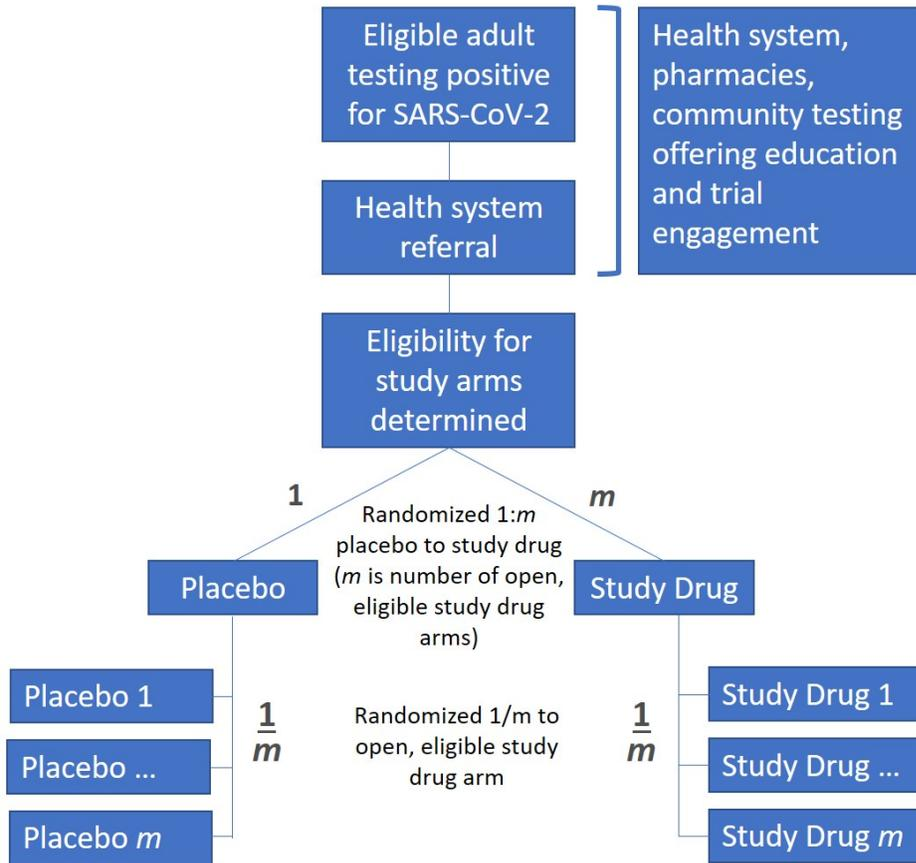 Eligible adult
testing positive
for SARS-CoV-2
Health system,
pharmacies,
community testing
offering education
and trial
engagement
Health system
referral
Eligibility for
study arms
determined
1
m
Randomized 1:m
placebo to study drug
(m is number of open,
eligible study drug
arms)
Placebo
Study Drug
Placebo 1
Placebo ...
Placebo m
1
m
Randomized 1/m to
open, eligible study
drug arm
1
m
Study Drug 1
Study Drug ...
Study Drug m